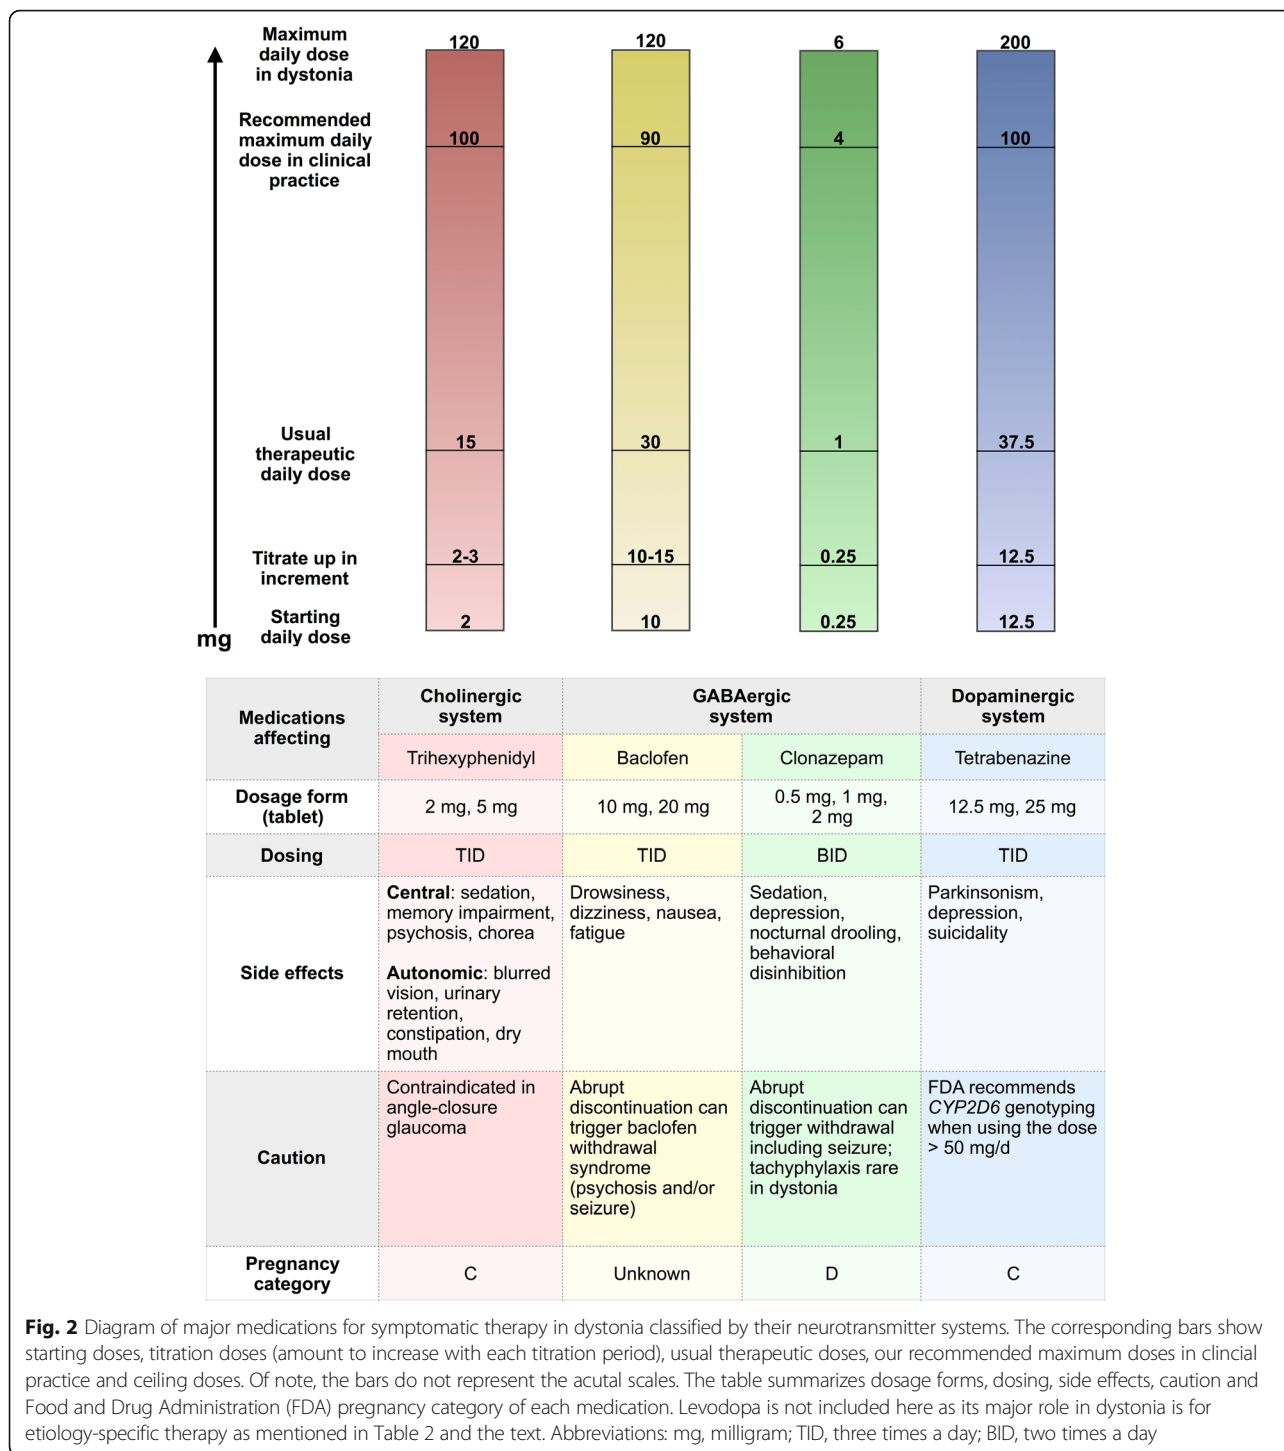 Maximum
daily dose
in dystonia
120
120
6
200
Recommended
maximum daily
dose in clinical
practice
100
90
4
100
Usual
therapeutic
daily dose
15
30
1
37.5
Titrate up in
increment
2-3
10-15
0.25
12.5
Starting
daily dose
2
10
0.25
12.5
mg
Medications
affecting
Cholinergic
system
GABAergic
system
Dopaminergic
system
Trihexyphenidyl
Baclofen
Clonazepam
Tetrabenazine
Dosage form
(tablet)
2 mg, 5 mg
10 mg, 20 mg
0.5 mg, 1 mg,
2 mg
12.5 mg, 25 mg
Dosing
TID
TID
BID
TID
Side effects
Central: sedation,
memory impairment,
psychosis, chorea
Autonomic: blurred
vision, urinary
retention,
constipation, dry
mouth
Drowsiness,
dizziness, nausea,
fatigue
Sedation,
depression,
nocturnal drooling,
behavioral
disinhibition
Parkinsonism,
depression,
suicidality
Caution
Contraindicated in
angle-closure
glaucoma
Abrupt
discontinuation can
trigger baclofen
withdrawal
syndrome
(psychosis and/or
seizure)
Abrupt
discontinuation can
trigger withdrawal
including seizure;
tachyphylaxis rare
in dystonia
FDA recommends
CYP2D6 genotyping
when using the dose
> 50 mg/d
Pregnancy
category
C
Unknown
D
C
Fig. 2 Diagram of major medications for symptomatic therapy in dystonia classified by their neurotransmitter systems. The corresponding bars show
starting doses, titration doses (amount to increase with each titration period), usual therapeutic doses, our recommended maximum doses in clincial
practice and ceiling doses. Of note, the bars do not represent the acutal scales. The table summarizes dosage forms, dosing, side effects, caution and
Food and Drug Administration (FDA) pregnancy category of each medication. Levodopa is not included here as its major role in dystonia is for
etiology-specific therapy as mentioned in Table 2 and the text. Abbreviations: mg, milligram; TID, three times a day; BID, two times a day